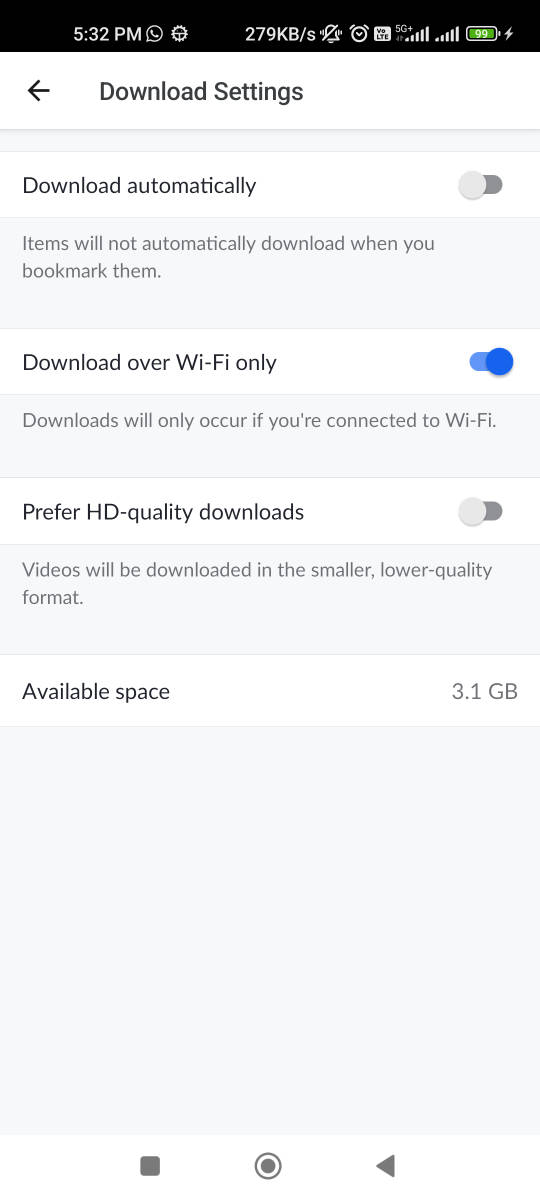 5:32 PM 279KB/s Vo LTE 5G+ 99
Download Settings
Download automatically
Items will not automatically download when you
bookmark them.
Download over Wi-Fi only
Downloads will only occur if you're connected to Wi-Fi.
Prefer HD-quality downloads
Videos will be downloaded in the smaller, lower-quality
format.
Available space 3.1 GB